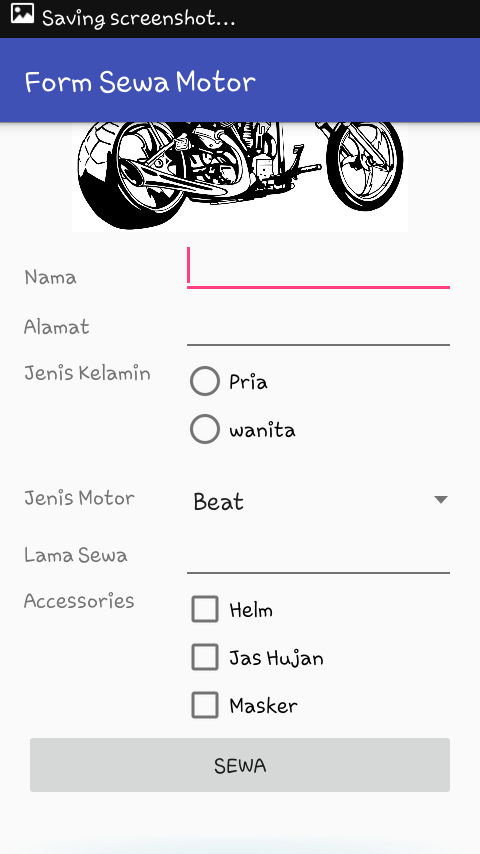 Saving screenshot...
Form Sewa Motor
Nama
Alamat
Jenis Kelamin
Pria
wanita
Jenis Motor
Beat
Lama Sewa
Accessories
Helm
Jas Hujan
Masker
SEWA